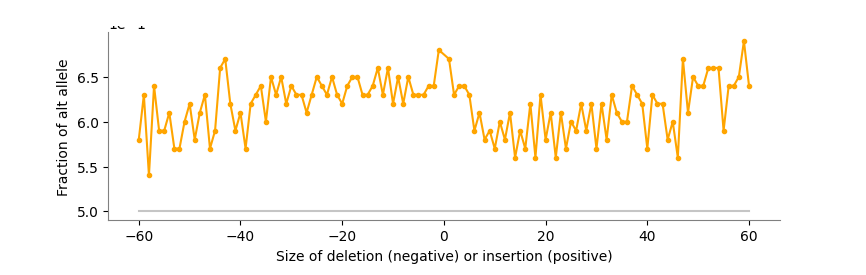 6.5
6.0
5.5
5.0
Fraction of alt allele
−60 −40 −20 0 20 40 60
Size of deletion (negative) or insertion (positive)